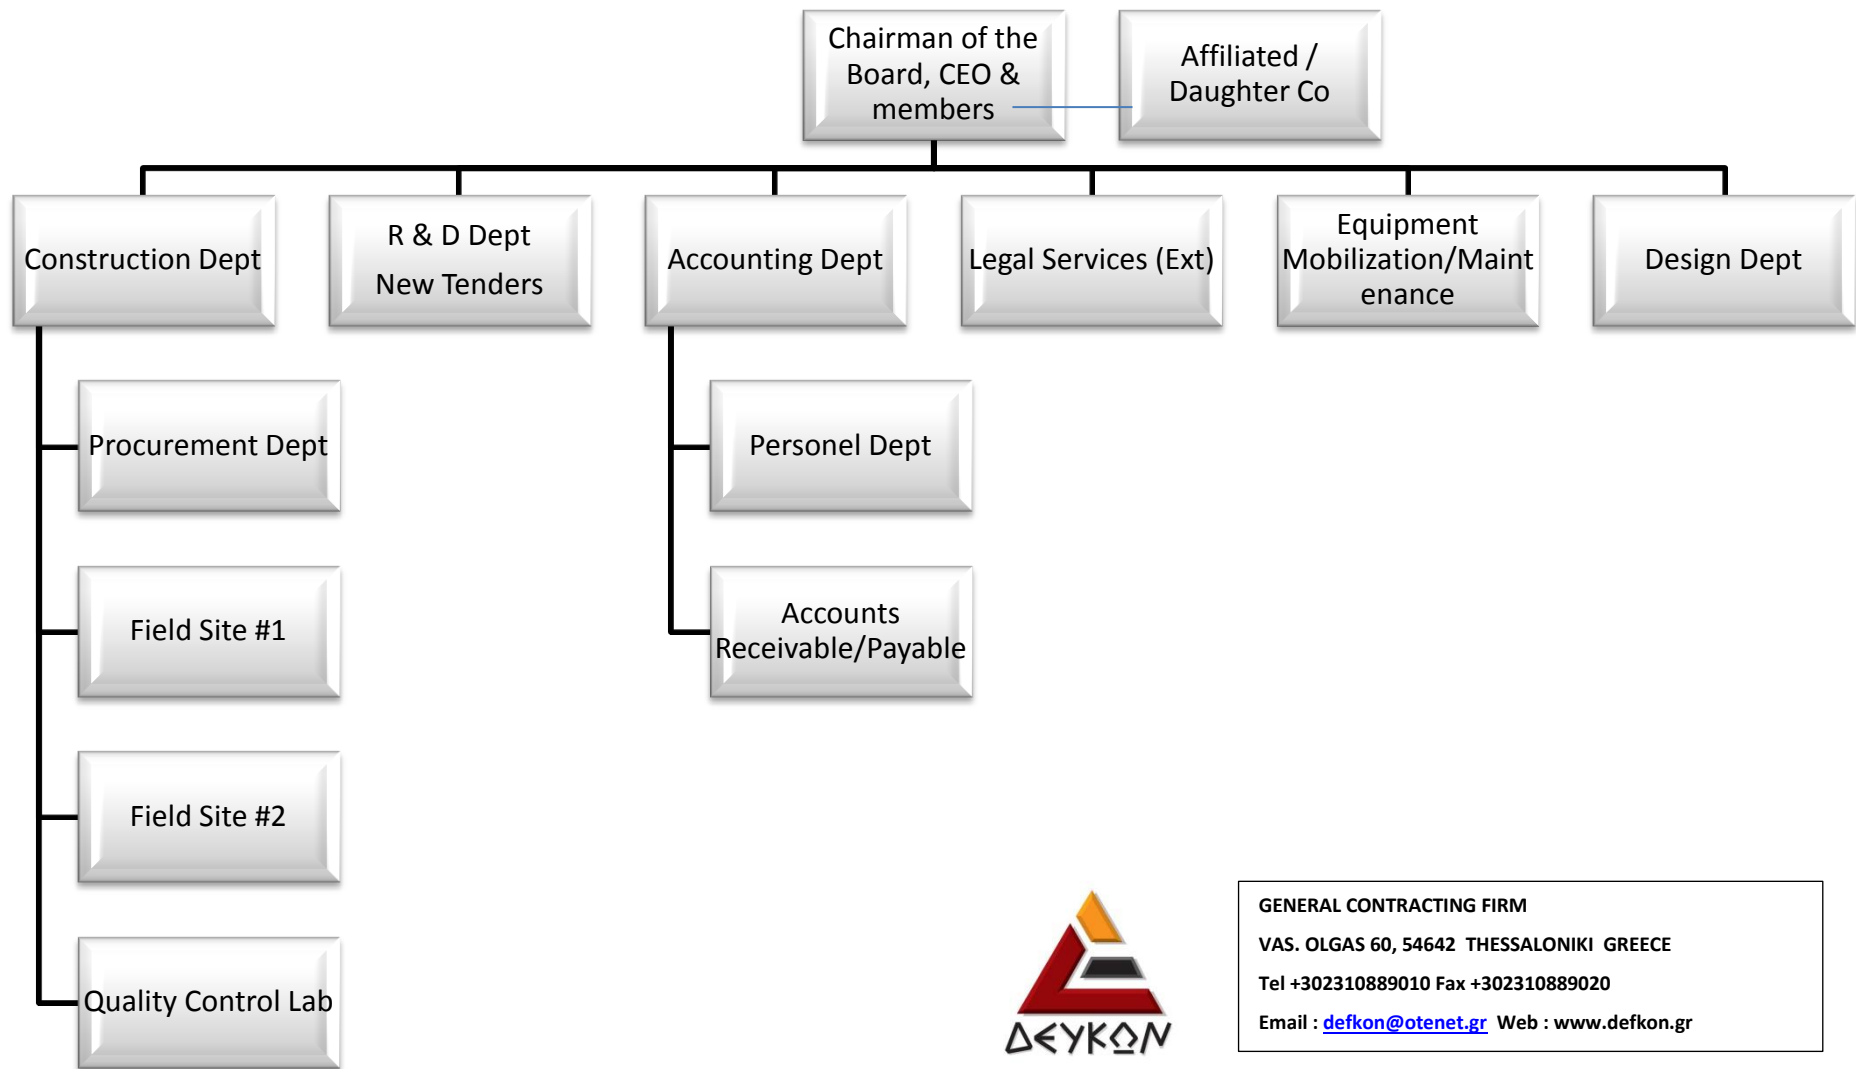 Chairman of the
Board, CEO &
members
Affiliated /
Daughter Co
Construction Dept
R & D Dept
New Tenders
Accounting Dept
Legal Services (Ext)
Equipment
Mobilization/Maint
enance
Design Dept
Procurement Dept
Personel Dept
Field Site #1
Accounts
Receivable/Payable
Field Site #2
Quality Control Lab
ΔΕΥΚΩΝ
GENERAL CONTRACTING FIRM
VAS. OLGAS 60, 54642 THESSALONIKI GREECE
Tel +302310889010 Fax +302310889020
Email : defkon@otenet.gr Web : www.defkon.gr